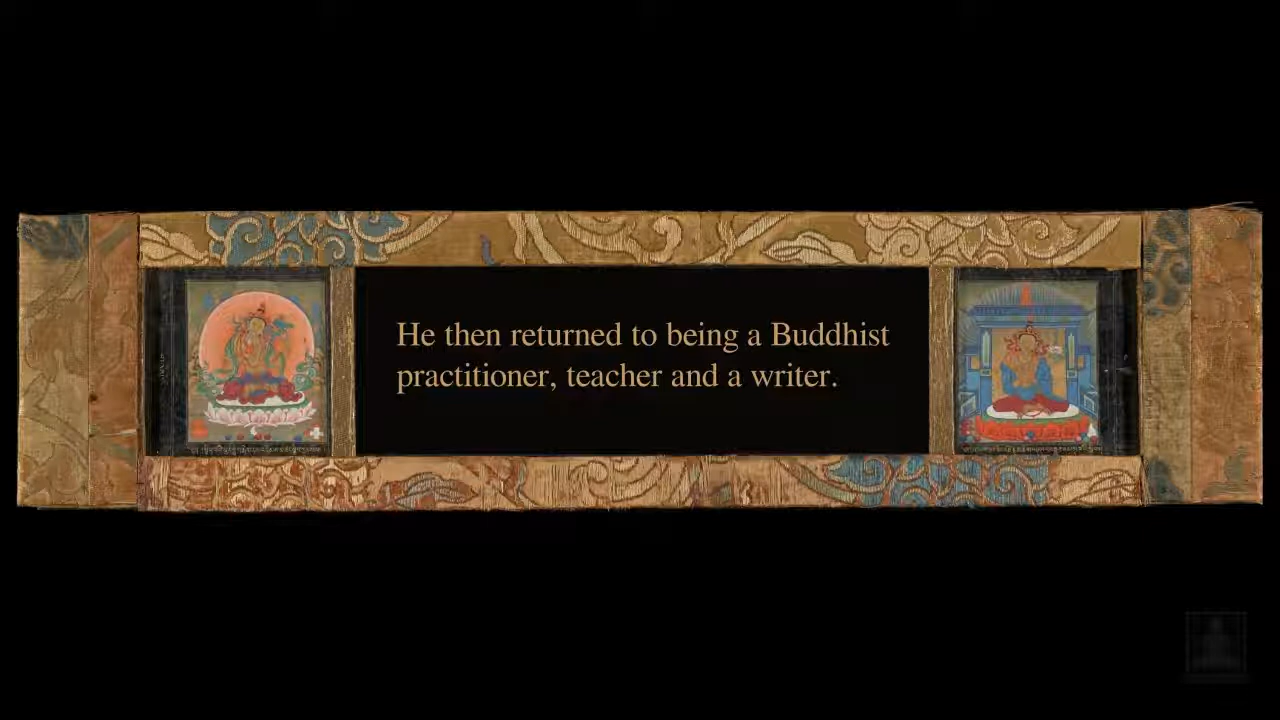 He then returned to being a Buddhist
practitioner, teacher and a writer.